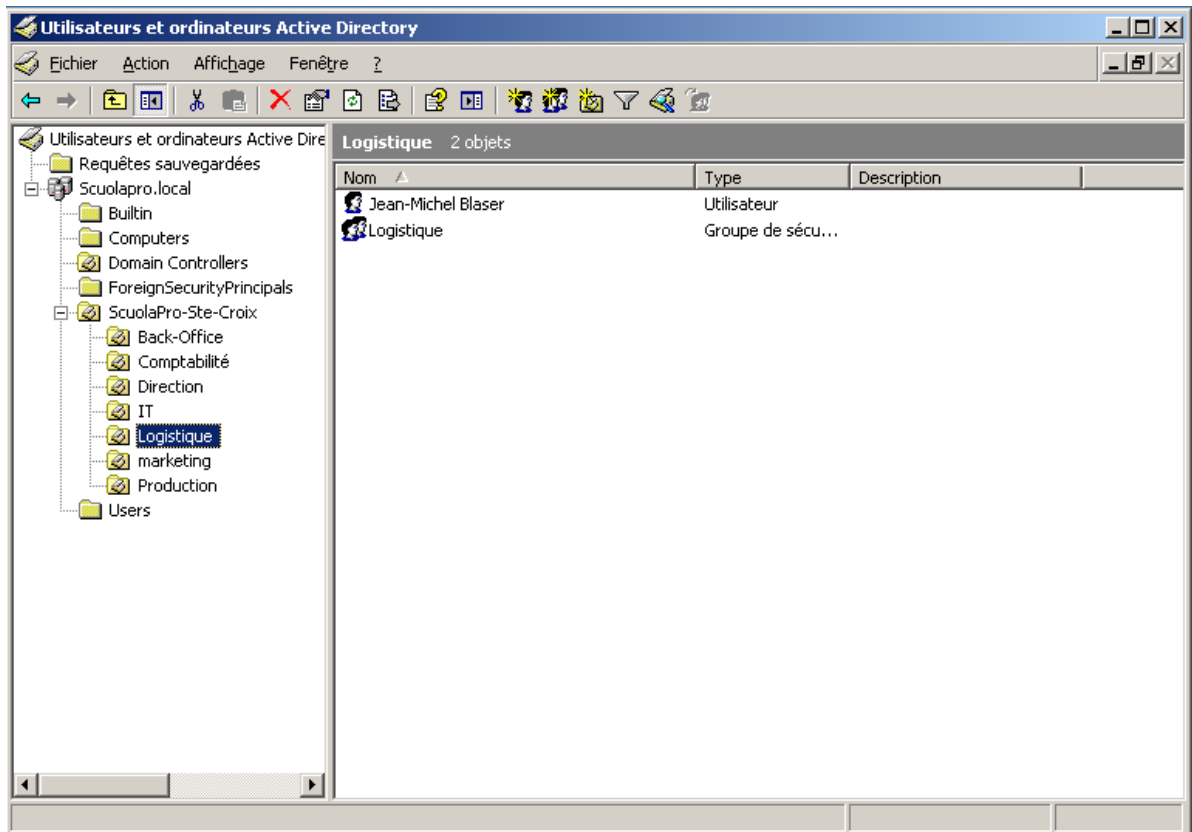 Utilisateurs et ordinateurs Active Directory
Fichier Action Affichage Fenêtre ?
Utilisateurs et ordinateurs Active Dire
Requêtes sauvegardées
Scuolapro.local
Builtin
Computers
Domain Controllers
ForeignSecurityPrincipals
ScuolaPro-Ste-Croix
Back-Office
Comptabilité
Direction
IT
Logistique
marketing
Production
Users
Logistique 2 objets
Nom Type Description
Jean-Michel Blaser Utilisateur
Logistique Groupe de sécu...